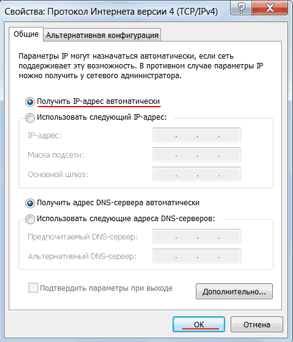 Свойства: Протокол Интернета версии 4 (TCP/IPv4)
Общие Альтернативная конфигурация
Параметры IP могут назначаться автоматически, если сеть
поддерживает эту возможность. В противном случае параметры IP
можно получить у сетевого администратора.
Получить IP-адрес автоматически
Использовать следующий IP-адрес:
IP-адрес:
Маска подсети:
Основной шлюз:
Получить адрес DNS-сервера автоматически
Использовать следующие адреса DNS-серверов:
Предпочитаемый DNS-сервер:
Альтернативный DNS-сервер:
Подтвердить параметры при выходе
Дополнительно...
ОК Отмена